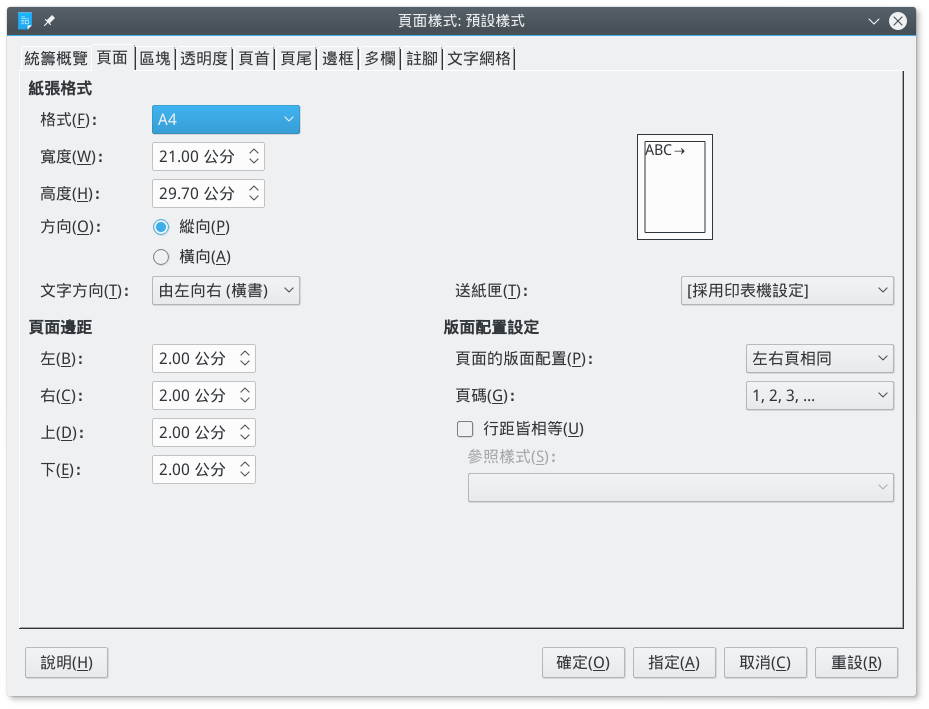 頁面樣式: 預設樣式
統籌概覽 頁面 區塊 透明度 頁首 頁尾 邊框 多欄 註腳 文字網格
紙張格式
格式(F): A4
寬度(W): 21.00 公分
高度(H): 29.70 公分
方向(O): 縱向(P)
橫向(A)
ABC→
文字方向(T): 由左向右 (橫書) 送紙匣(T): [採用印表機設定]
頁面邊距 版面配置設定
左(B): 2.00 公分 頁面的版面配置(P): 左右頁相同
右(C): 2.00 公分 頁碼(G): 1, 2, 3, ...
上(D): 2.00 公分 行距皆相等(U)
參照樣式(S):
下(E): 2.00 公分
說明(H) 確定(O) 指定(A) 取消(C) 重設(R)